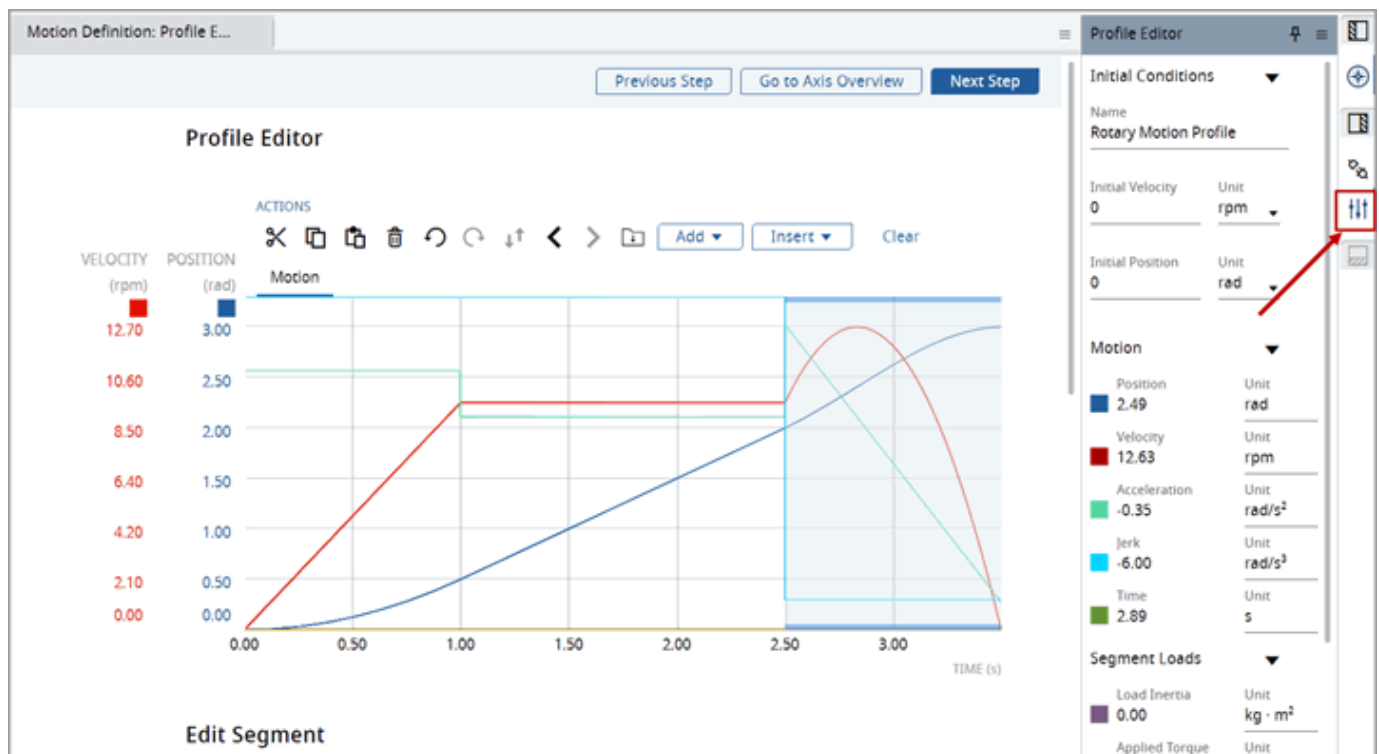 Motion Definition: Profile E...
Previous Step
Go to Axis Overview
Next Step
Profile Editor
ACTIONS
Add
Insert
Clear
VELOCITY
(rpm)
POSITION
(rad)
Motion
12.70
10.60
8.50
6.40
4.20
2.10
0.00
3.00
2.50
2.00
1.50
1.00
0.50
0.00
0.00 0.50 1.00 1.50 2.00 2.50 3.00
TIME (s)
Edit Segment
Profile Editor
Initial Conditions
Name
Rotary Motion Profile
Initial Velocity Unit
0 rpm
Initial Position Unit
0 rad
Motion
Position Unit
2.49 rad
Velocity Unit
12.63 rpm
Acceleration Unit
-0.35 rad/s²
Jerk Unit
-6.00 rad/s³
Time Unit
2.89 s
Segment Loads
Load Inertia Unit
0.00 kg · m²
Applied Torque Unit